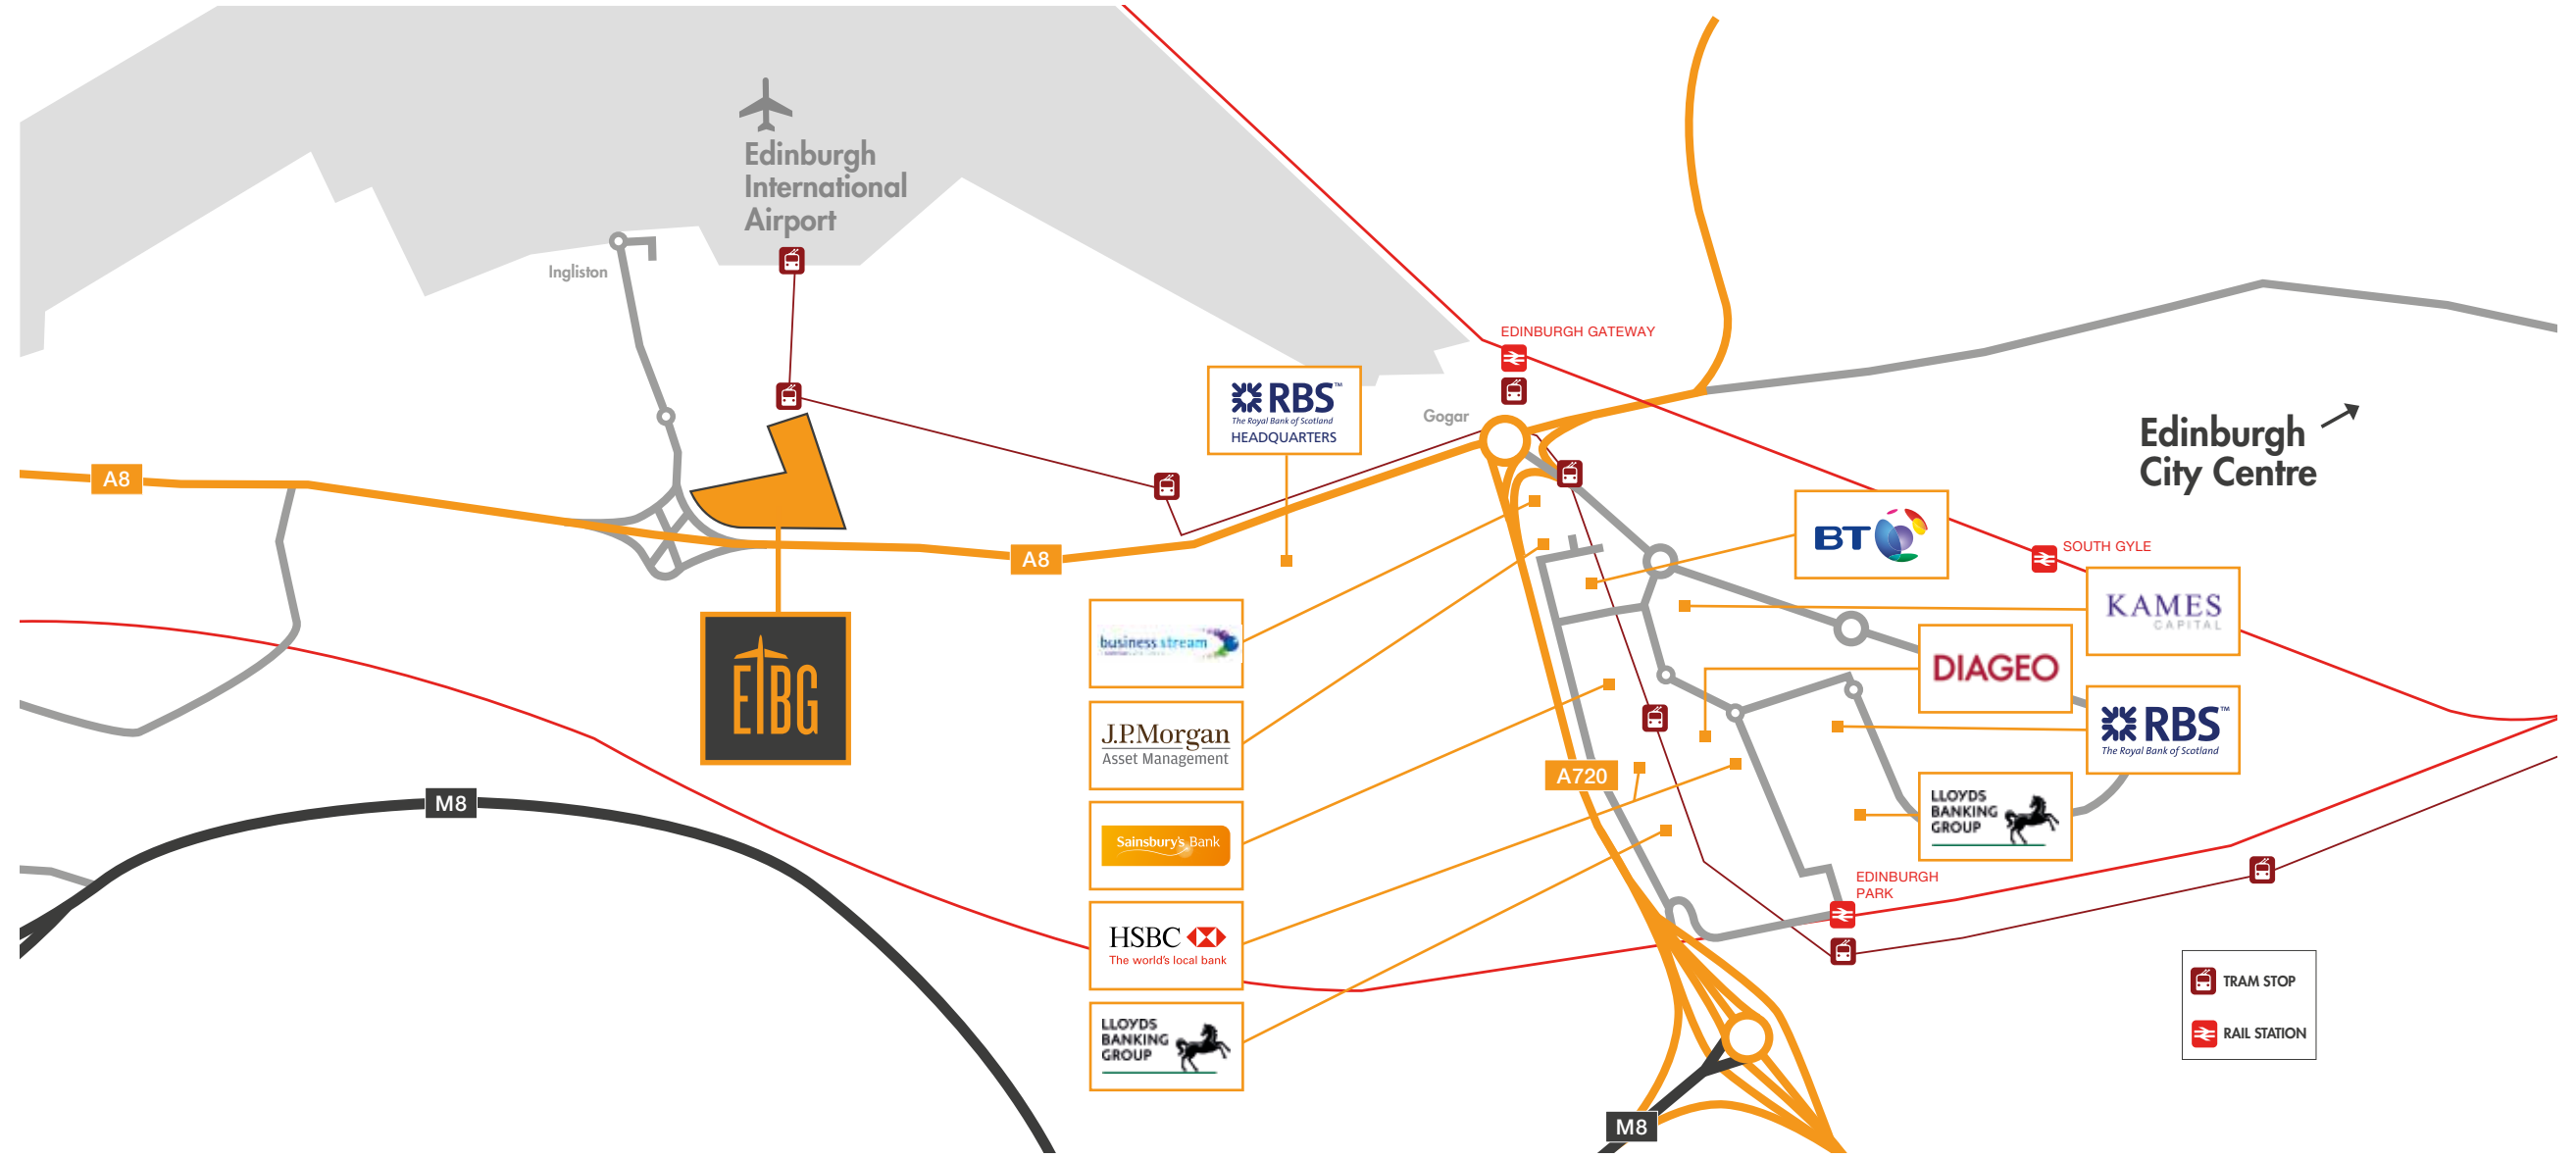 Edinburgh
International
Airport
Ingliston
EDINBURGH GATEWAY
RBS™
The Royal Bank of Scotland
HEADQUARTERS
Gogar
Edinburgh
City Centre
A8
A8
BT
SOUTH GYLE
KAMES
CAPITAL
business stream
EIBG
DIAGEO
J.P.Morgan
Asset Management
RBS™
The Royal Bank of Scotland
A720
M8
LLOYDS
BANKING
GROUP
Sainsbury's Bank
EDINBURGH
PARK
HSBC
The world's local bank
LLOYDS
BANKING
GROUP
TRAM STOP
RAIL STATION
M8